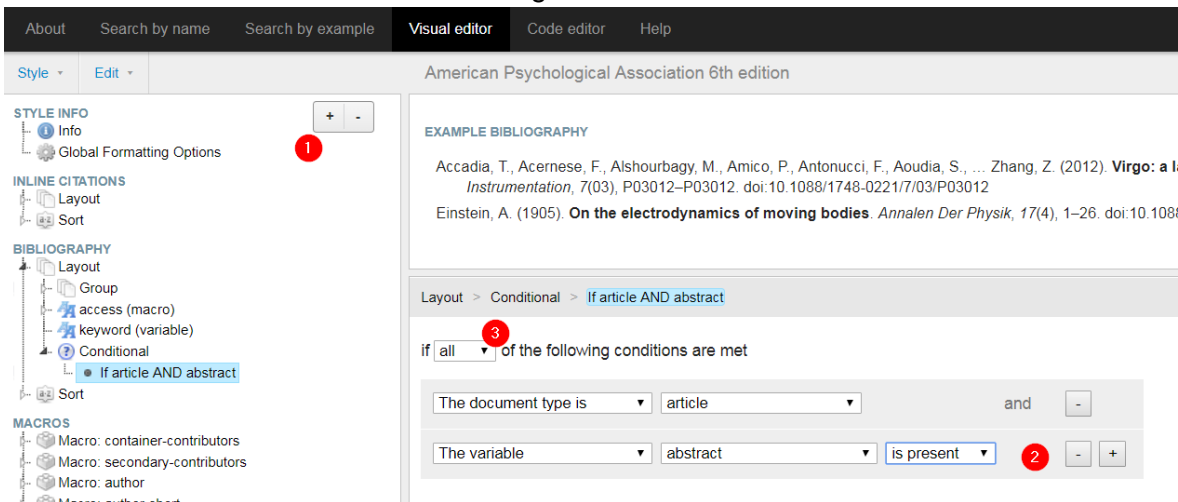 About Search by name Search by example Visual editor Code editor Help
Style Edit American Psychological Association 6th edition
STYLE INFO
+ -
Info
1
Global Formatting Options
INLINE CITATIONS
Layout
Sort
BIBLIOGRAPHY
Layout
Group
access (macro)
keyword (variable)
Conditional
If article AND abstract
Sort
MACROS
Macro: container-contributors
Macro: secondary-contributors
Macro: author
EXAMPLE BIBLIOGRAPHY
Accadia, T., Acernese, F., Alshourbagy, M., Amico, P., Antonucci, F., Aoudia, S., … Zhang, Z. (2012). Virgo: a
Instrumentation, 7(03), P03012–P03012. doi:10.1088/1748-0221/7/03/P03012
Einstein, A. (1905). On the electrodynamics of moving bodies. Annalen Der Physik, 17(4), 1–26. doi:10.108
Layout > Conditional > If article AND abstract
3
if all of the following conditions are met
The document type is article and -
The variable abstract is present 2 - +